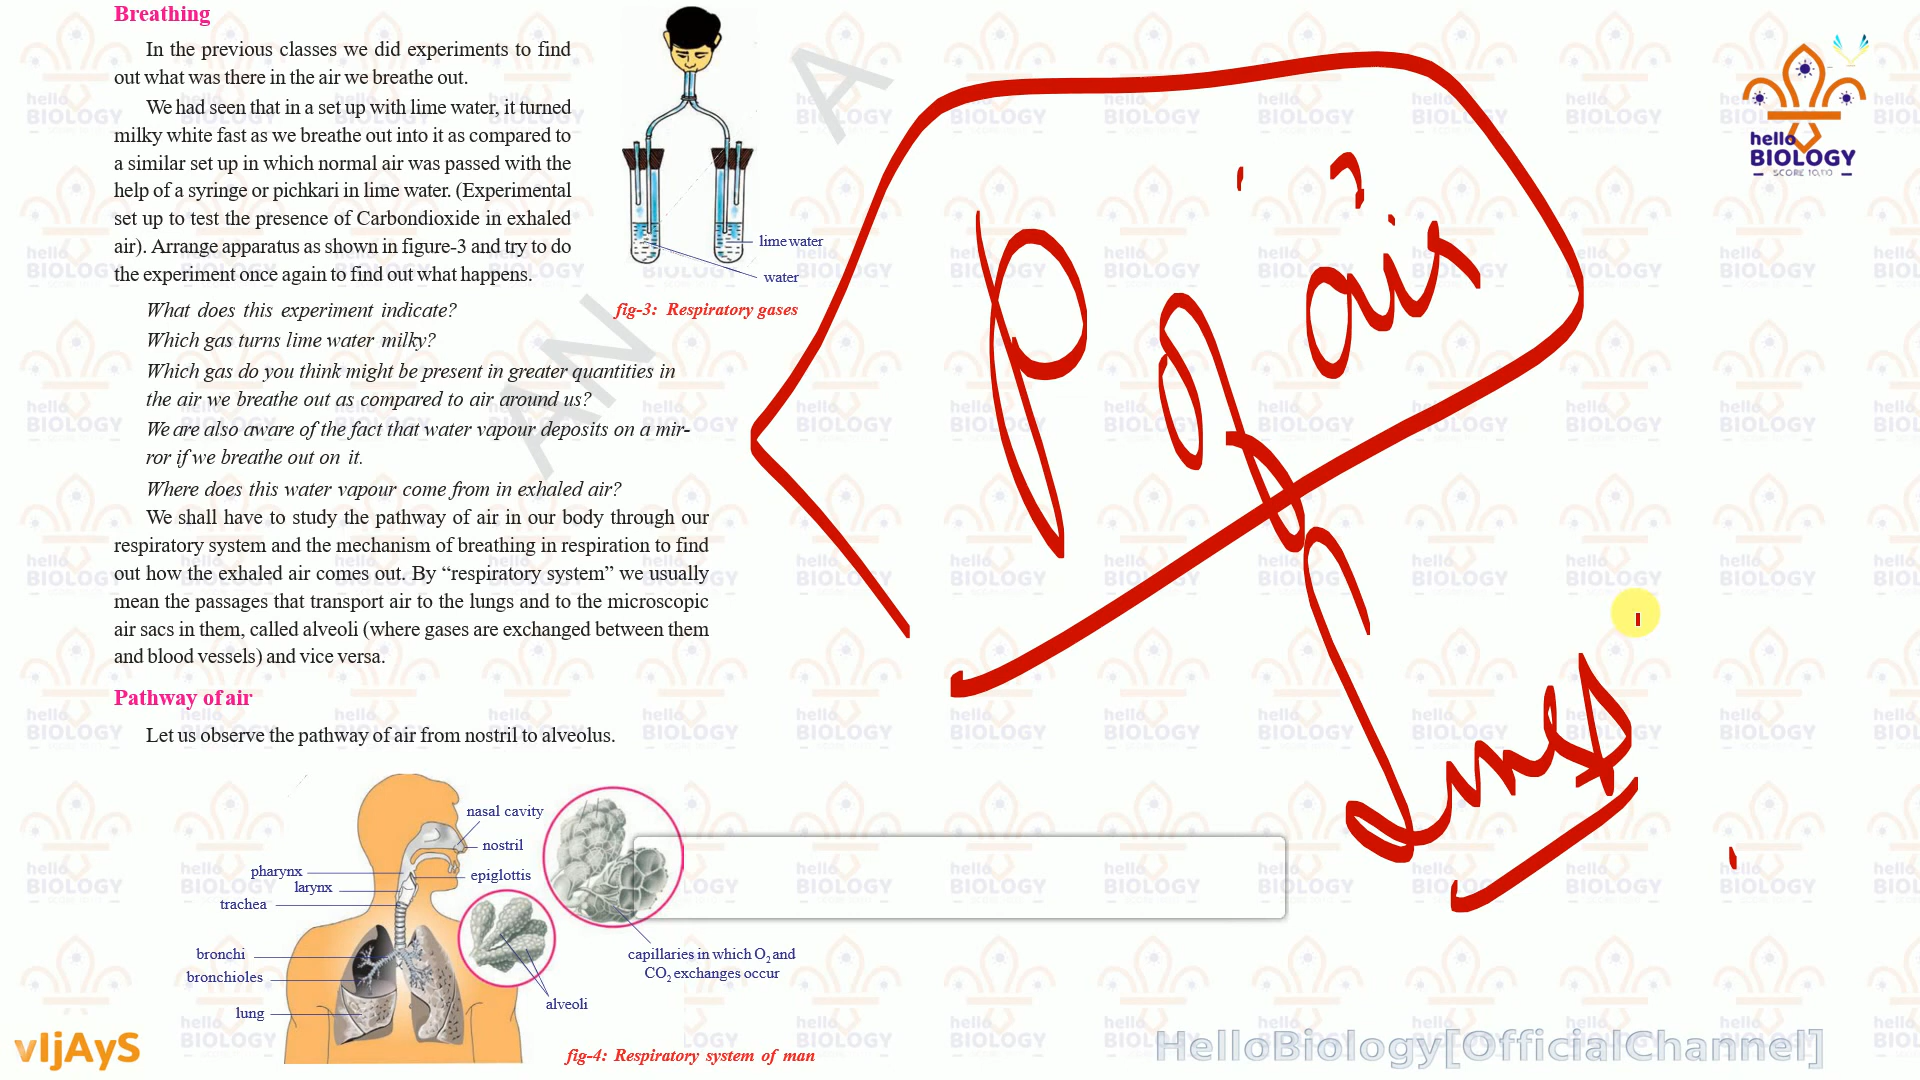 Breathing
In the previous classes we did experiments to find
out what was there in the air we breathe out.
We had seen that in a set up with lime water, it turned
milky white fast as we breathe out into it as compared to
a similar set up in which normal air was passed with the
help of a syringe or pichkari in lime water. (Experimental
set up to test the presence of Carbondioxide in exhaled
air). Arrange apparatus as shown in figure-3 and try to do
the experiment once again to find out what happens.
lime water
water
fig-3: Respiratory gases
What does this experiment indicate?
Which gas turns lime water milky?
Which gas do you think might be present in greater quantities in
the air we breathe out as compared to air around us?
We are also aware of the fact that water vapour deposits on a mir-
ror if we breathe out on it.
Where does this water vapour come from in exhaled air?
We shall have to study the pathway of air in our body through our
respiratory system and the mechanism of breathing in respiration to find
out how the exhaled air comes out. By “respiratory system” we usually
mean the passages that transport air to the lungs and to the microscopic
air sacs in them, called alveoli (where gases are exchanged between them
and blood vessels) and vice versa.
Pathway of air
Let us observe the pathway of air from nostril to alveolus.
nasal cavity
nostril
pharynx
epiglottis
larynx
trachea
bronchi
bronchioles
lung
alveoli
capillaries in which O2 and
CO2 exchanges occur
fig-4: Respiratory system of man
P of air
Lungs
hello
BIOLOGY
SCORE 10/10
vIjAyS
HelloBiology[OfficialChannel]